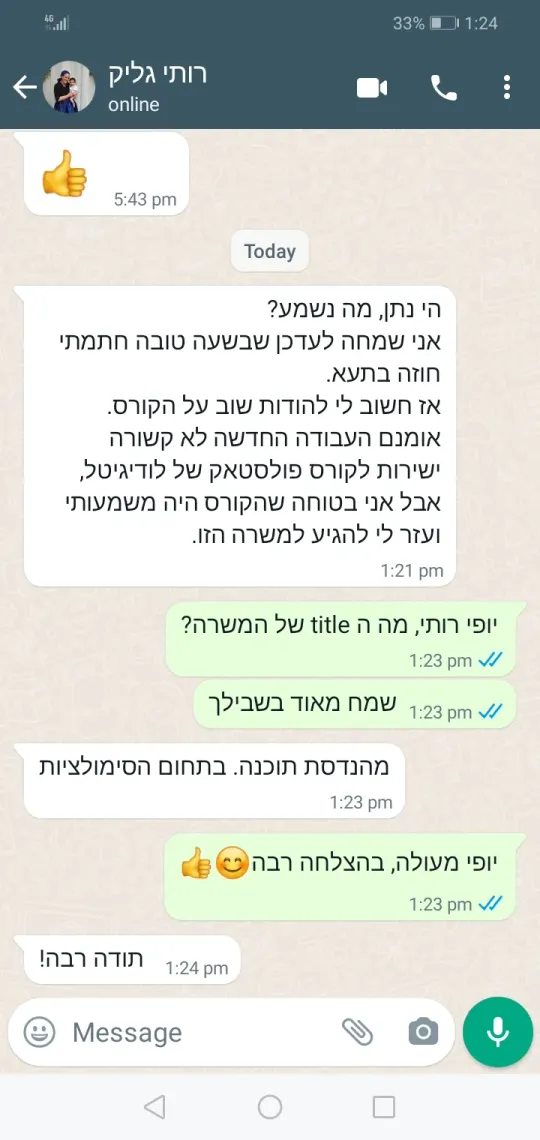 4G
33% 1:24
רותי גליק
online
👍
5:43 pm
Today
הי נתן, מה נשמע?
אני שמחה לעדכן שבשעה טובה חתמתי
חוזה בתעא.
אז חשוב לי להודות שוב על הקורס.
אומנם העבודה החדשה לא קשורה
ישירות לקורס פולסטאק של לודיגיטל,
אבל אני בטוחה שהקורס היה משמעותי
ועזר לי להגיע למשרה הזו.
1:21 pm
יופי רותי, מה ה title של המשרה?
1:23 pm
שמח מאוד בשבילך
1:23 pm
מהנדסת תוכנה. בתחום הסימולציות
1:23 pm
יופי מעולה, בהצלחה רבה😊👍
1:23 pm
תודה רבה!
1:24 pm
Message